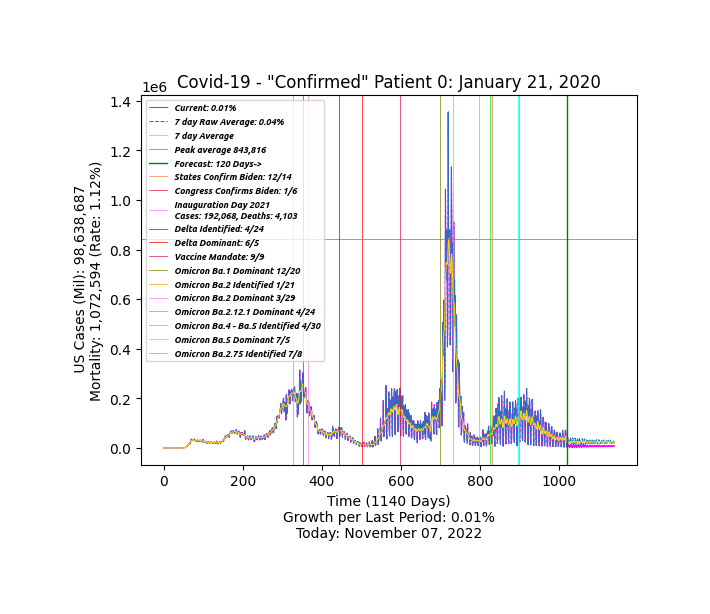 Covid-19 - "Confirmed" Patient 0: January 21, 2020
1e6
1.4
1.2
1.0
0.8
0.6
0.4
0.2
0.0
US Cases (Mil): 98,638,687
Mortality: 1,072,594 (Rate: 1.12%)
Current: 0.01%
7 day Raw Average: 0.04%
7 day Average
Peak average 843,816
Forecast: 120 Days->
States Confirm Biden: 12/14
Congress Confirms Biden: 1/6
Inauguration Day 2021
Cases: 192,068, Deaths: 4,103
Delta Identified: 4/24
Delta Dominant: 6/5
Vaccine Mandate: 9/9
Omicron Ba.1 Dominant 12/20
Omicron Ba.2 Identified 1/21
Omicron Ba.2 Dominant 3/29
Omicron Ba.2.12.1 Dominant 4/24
Omicron Ba.4 - Ba.5 Identified 4/30
Omicron Ba.5 Dominant 7/5
Omicron Ba.2.75 Identified 7/8
0 200 400 600 800 1000
Time (1140 Days)
Growth per Last Period: 0.01%
Today: November 07, 2022